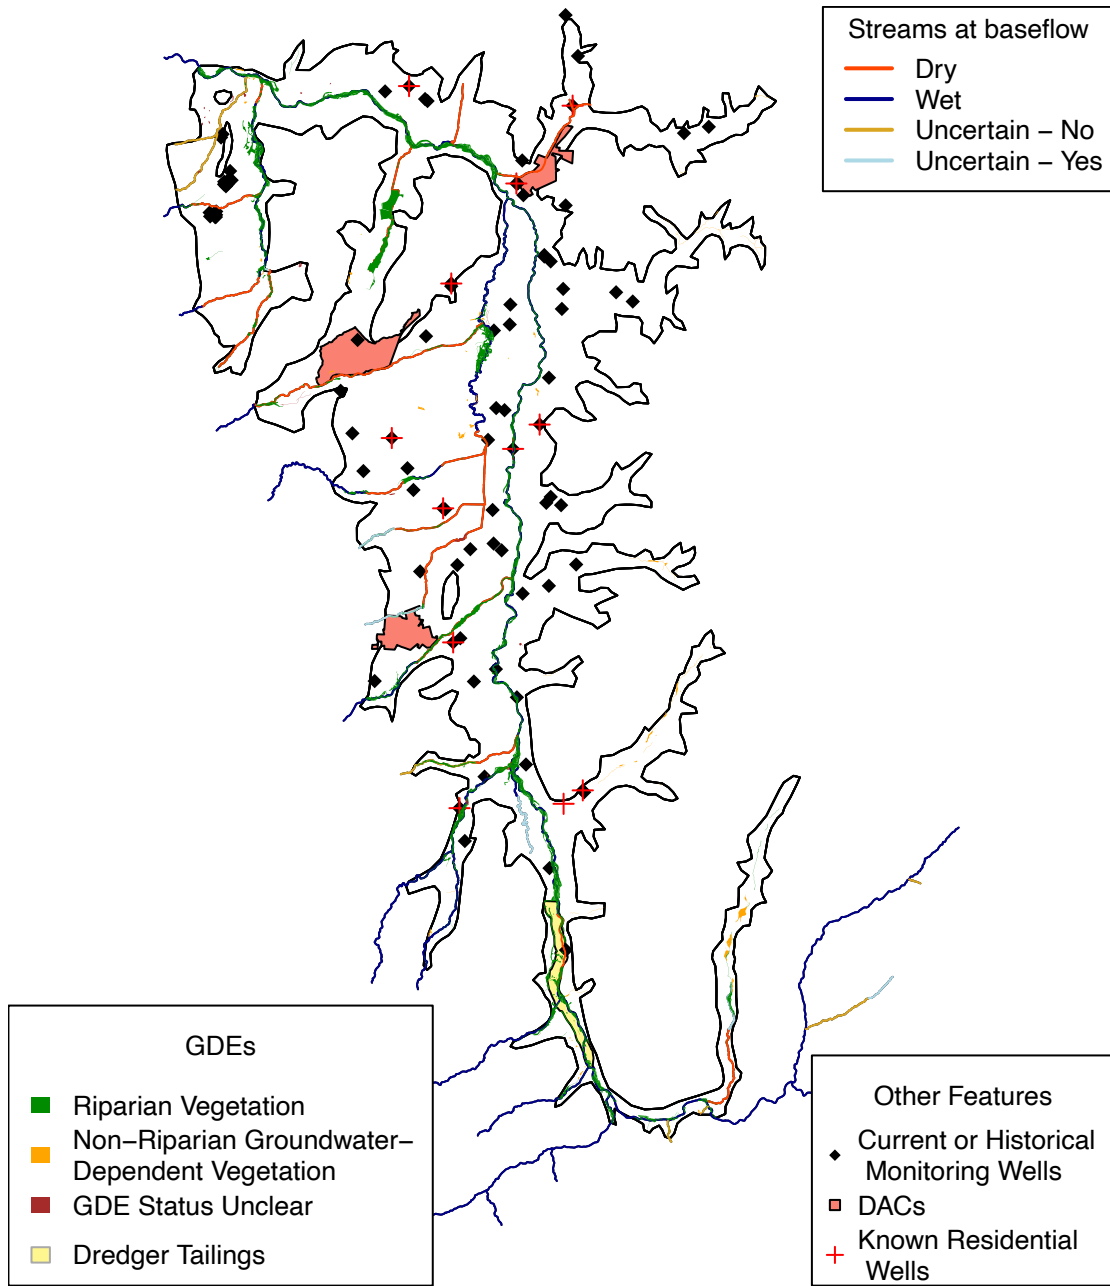 Streams at baseflow
Dry
Wet
Uncertain − No
Uncertain − Yes
GDEs
Riparian Vegetation
Non−Riparian Groundwater−
Dependent Vegetation
GDE Status Unclear
Dredger Tailings
Other Features
Current or Historical
Monitoring Wells
DACs
Known Residential
Wells